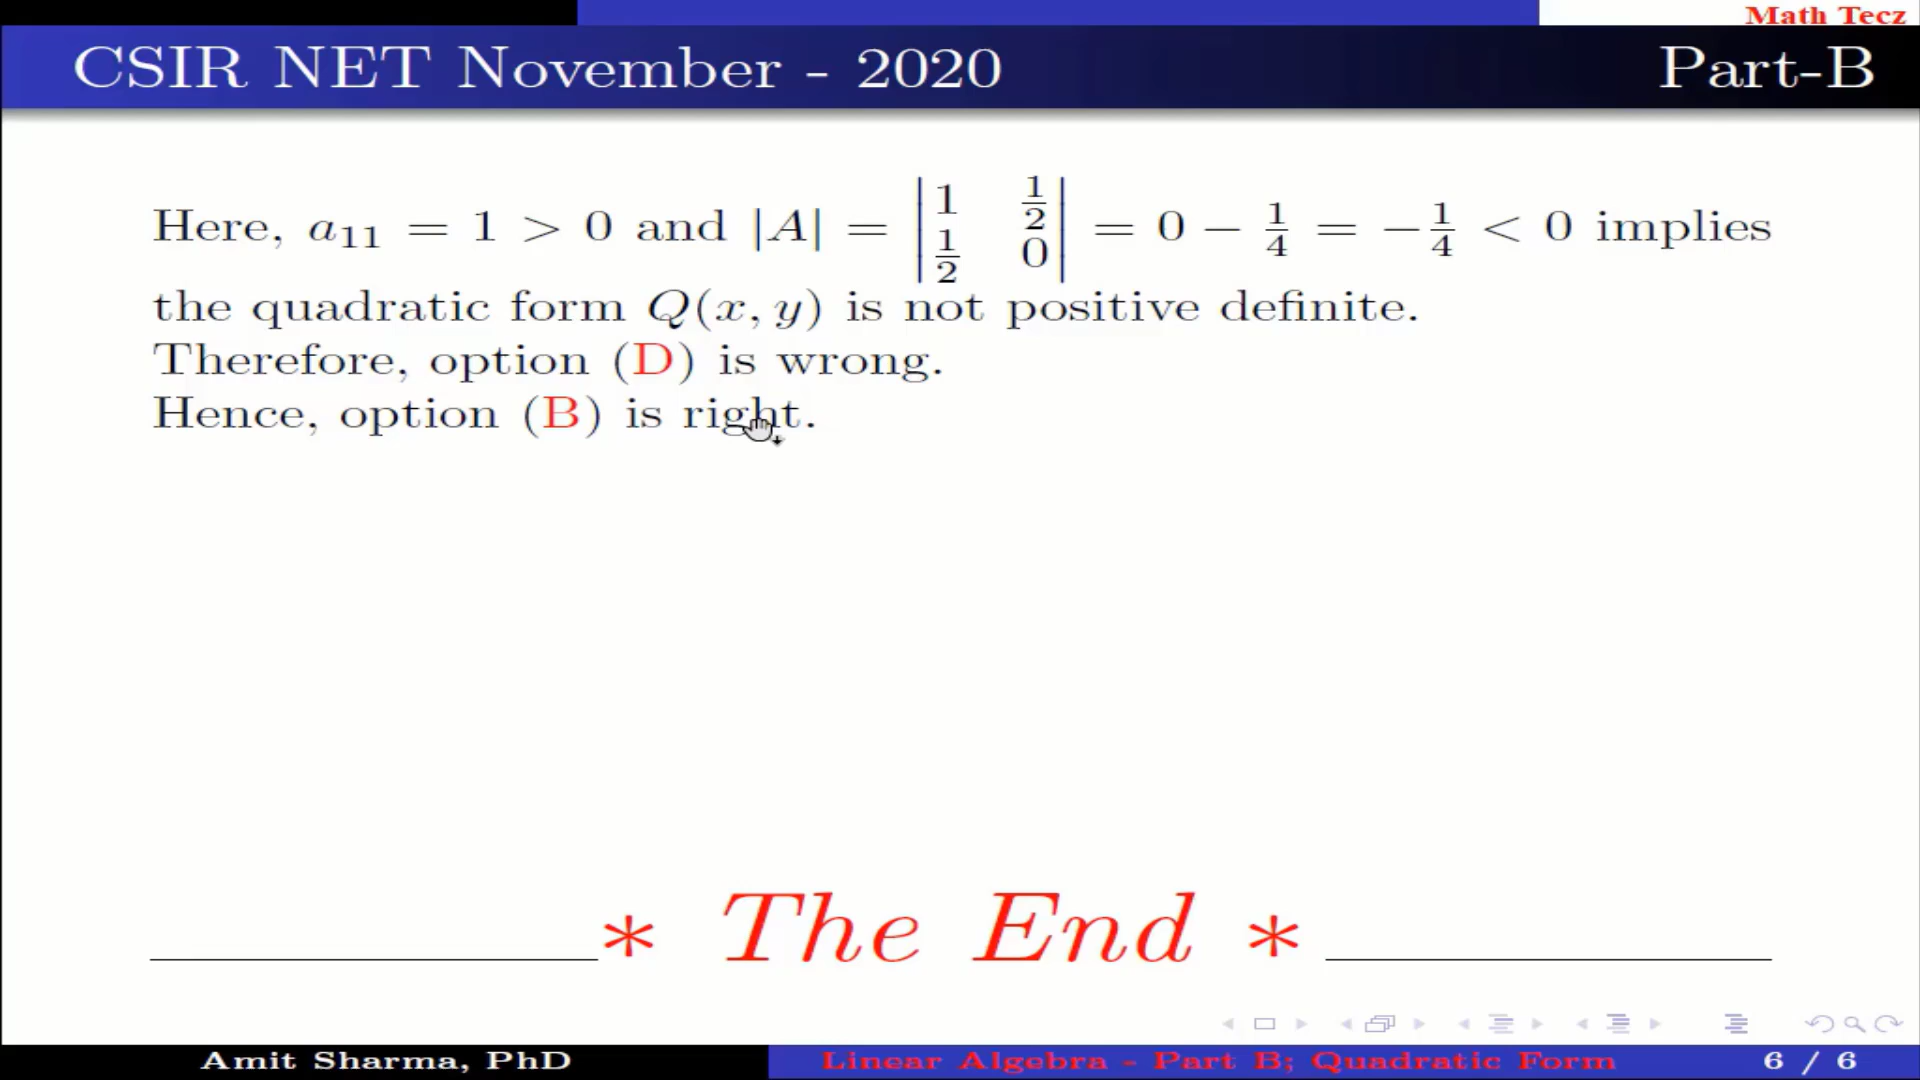 Math Tecz
CSIR NET November - 2020 Part-B
Here, a₁₁ = 1 > 0 and |A| = |1 1/2; 1/2 0| = 0 − 1/4 = −1/4 < 0 implies
the quadratic form Q(x, y) is not positive definite.
Therefore, option (D) is wrong.
Hence, option (B) is right.
* The End *
Amit Sharma, PhD Linear Algebra - Part B; Quadratic Form 6 / 6